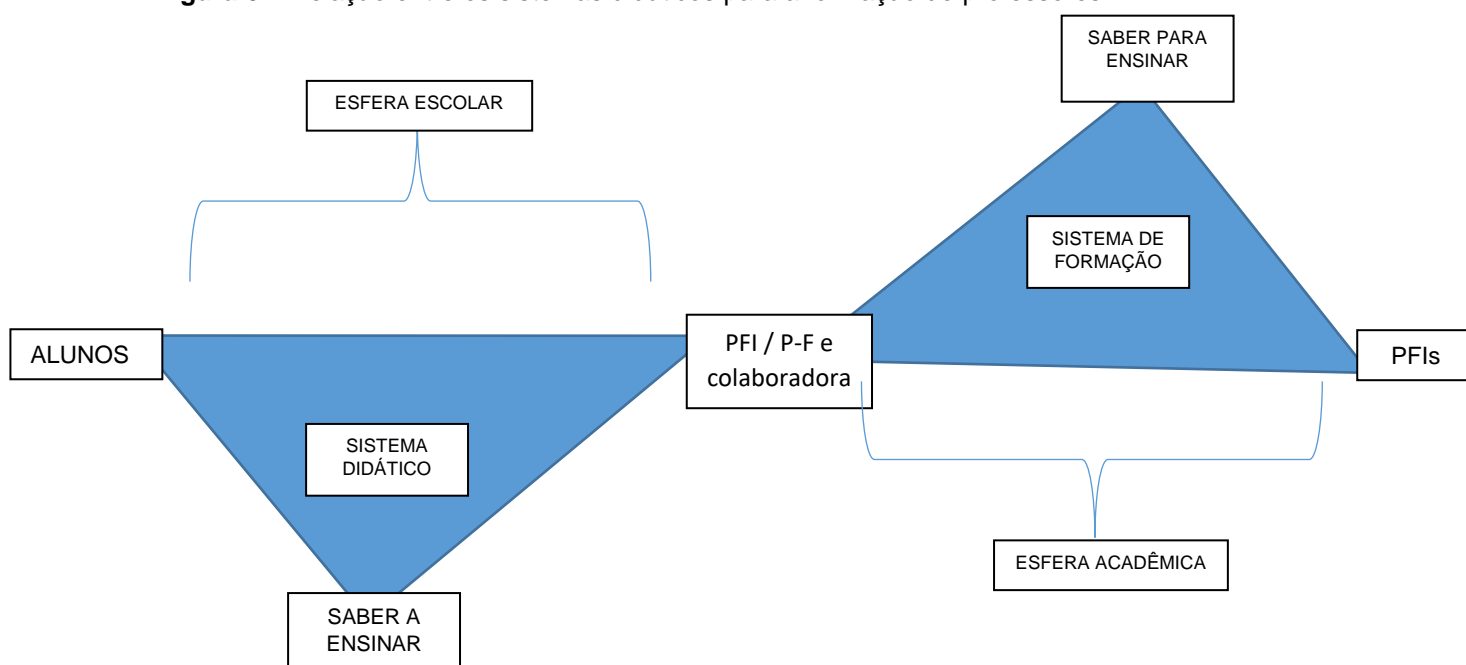 SABER PARA
ENSINAR
ESFERA ESCOLAR
SISTEMA DE
FORMAÇÃO
ALUNOS
PFI / P-F e
colaboradora
PFIs
SISTEMA
DIDÁTICO
ESFERA ACADÊMICA
SABER A
ENSINAR